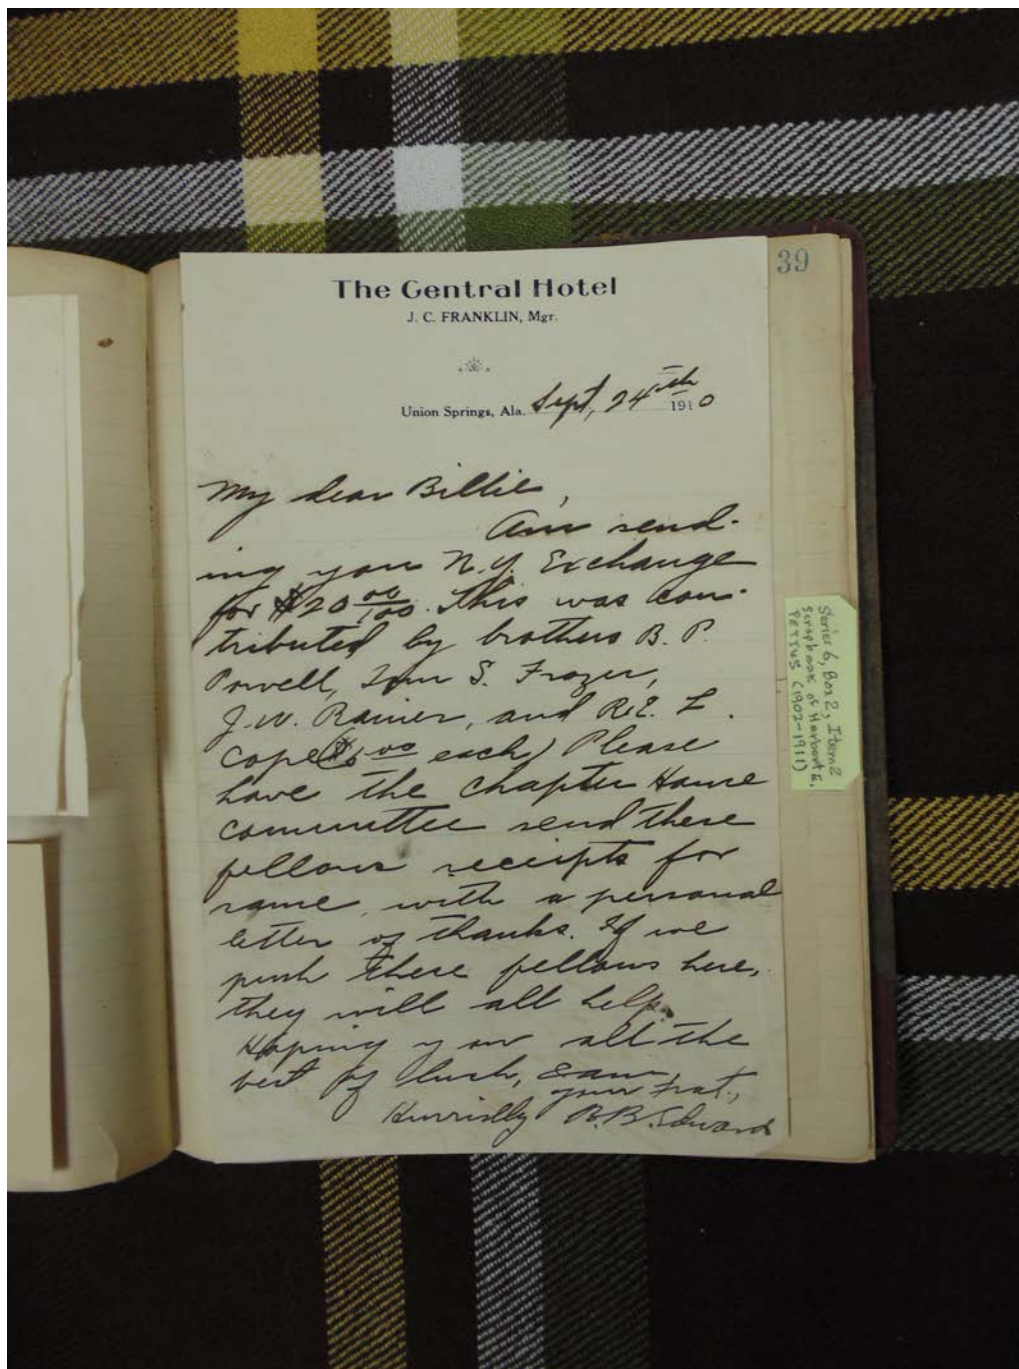 39
The Central Hotel
J. C. FRANKLIN, Mgr.
Union Springs, Ala. Sept, 24th 1910
My dear Billie,
Am send-
ing you N.Y. Exchange
for $20 00/100. This was con-
tributed by brothers B. P.
Powell, Tom S. Frazer,
J. W. Rainer, and R.E. L.
Cope ($5 00 each) Please
have the Chapter House
committee send these
fellows receipts for
same, with a personal
letter of thanks. If we
push these fellows here,
they will all help.
Hoping you all the
best of luck, I am,
your frat.,
Hurriedly B. B. Edwards
Series 6, Box 2, Item 2
Scrapbook of Herbert E.
PETTUS (1902-1911)